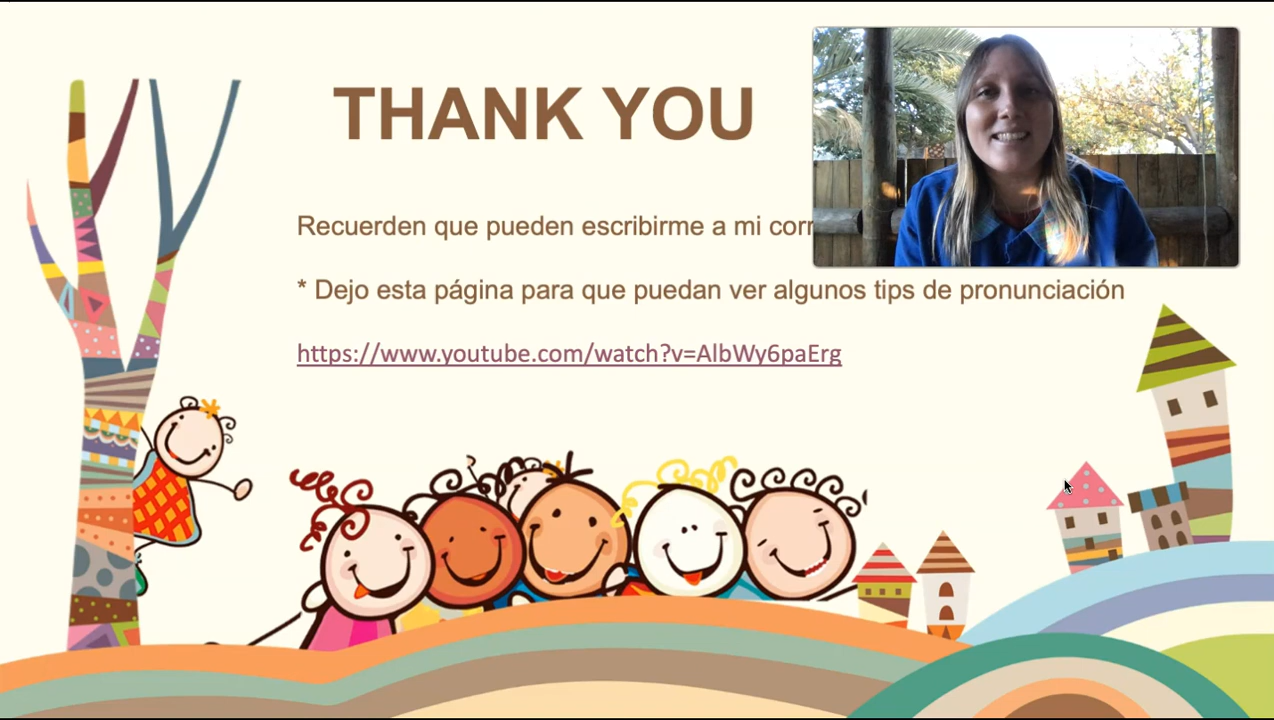 THANK YOU
Recuerden que pueden escribirme a mi
* Dejo esta página para que puedan ver algunos tips de pronunciación
https://www.youtube.com/watch?v=AlbWy6paErg